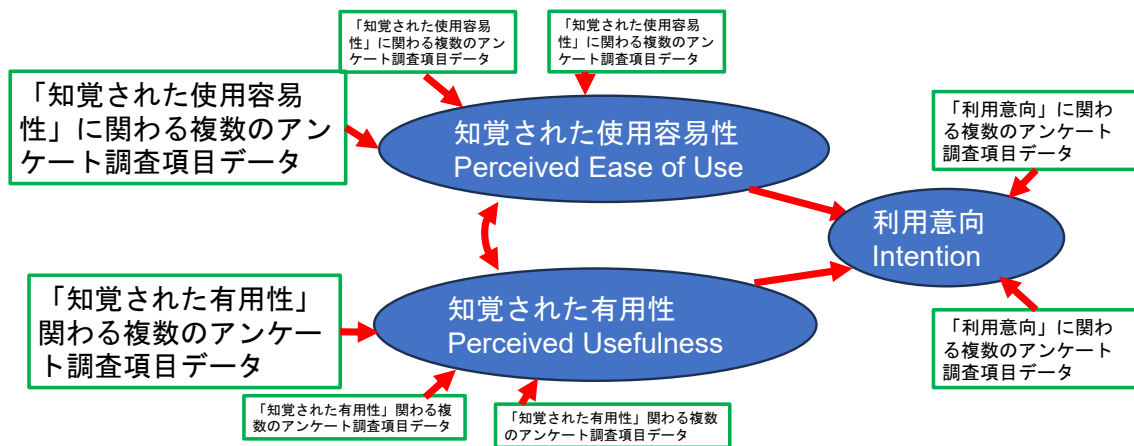 「知覚された使用容易
性」に関わる複数のアン
ケート調査項目データ
「知覚された使用容易
性」に関わる複数のアン
ケート調査項目データ
「知覚された使用容易
性」に関わる複数のアン
ケート調査項目データ
知覚された使用容易性
Perceived Ease of Use
「利用意向」に関わ
る複数のアンケート
調査項目データ
利用意向
Intention
「知覚された有用性」
関わる複数のアンケー
ト調査項目データ
知覚された有用性
Perceived Usefulness
「利用意向」に関わ
る複数のアンケート
調査項目データ
「知覚された有用性」関わる複
数のアンケート調査項目データ
「知覚された有用性」関わる複数
のアンケート調査項目データ